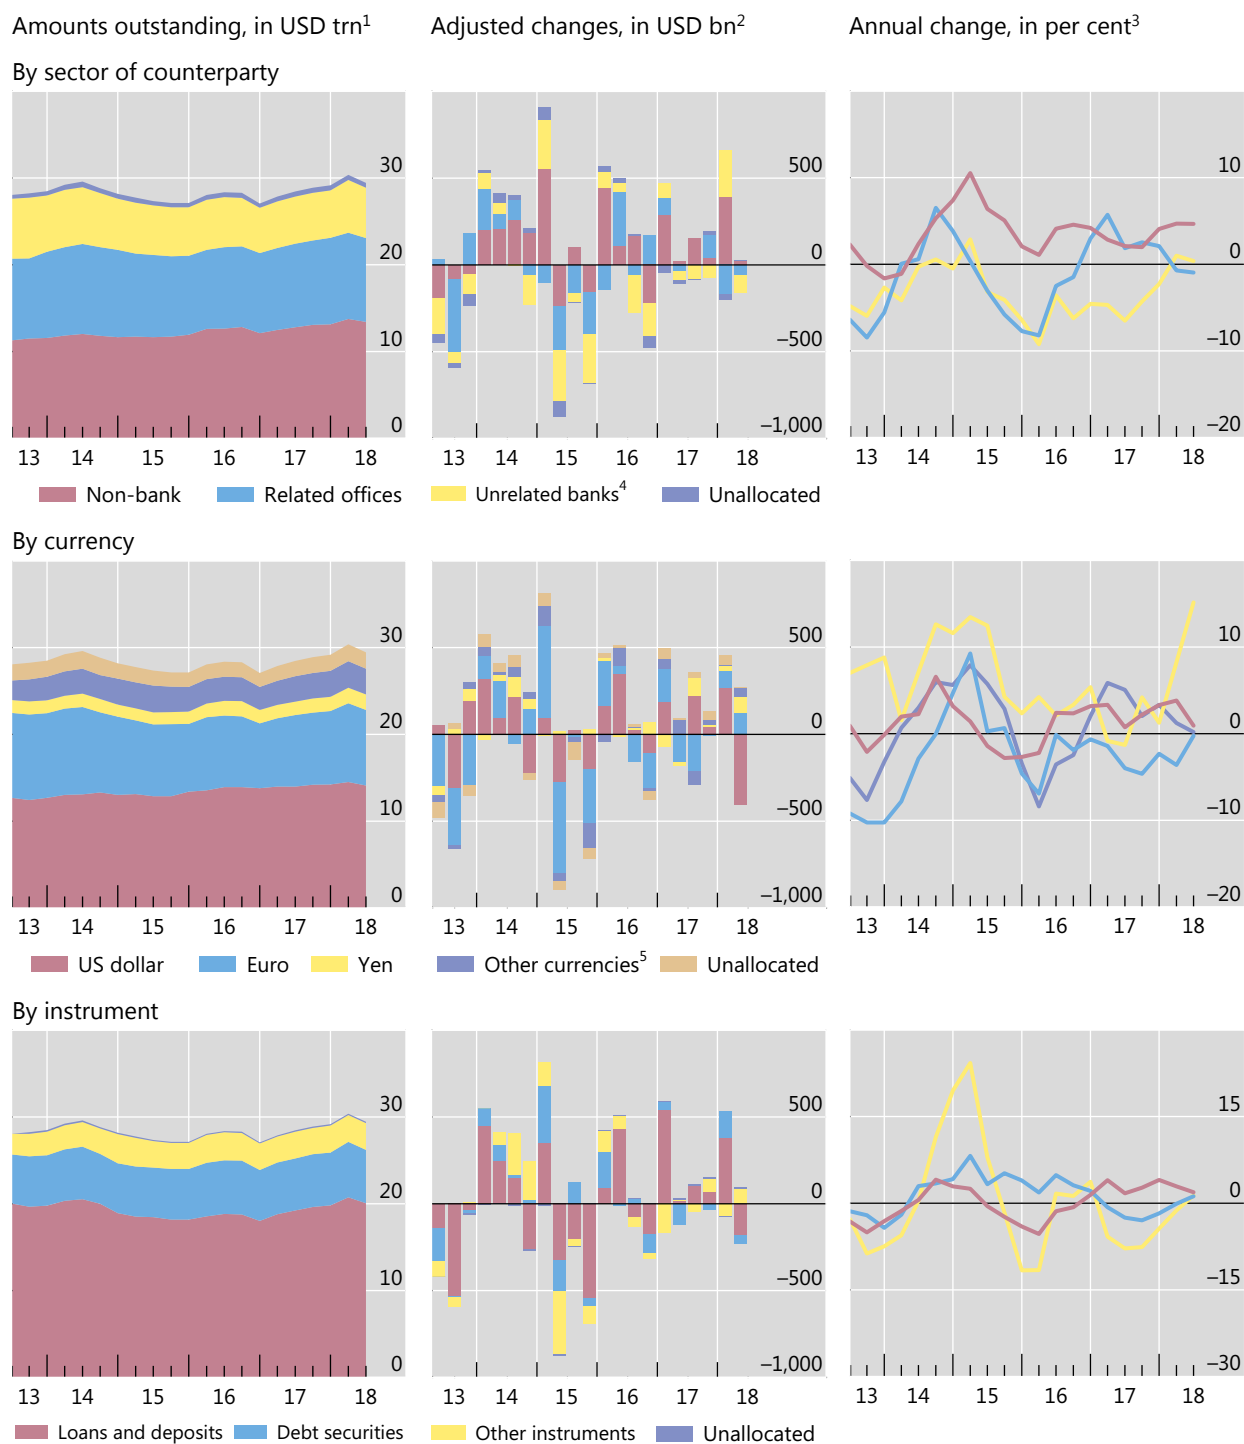 Amounts outstanding, in USD trn¹ Adjusted changes, in USD bn² Annual change, in per cent³
By sector of counterparty
30 500 10
20 0 0
10 –500 –10
0 –1,000 –20
13 14 15 16 17 18 13 14 15 16 17 18 13 14 15 16 17 18
Non-bank Related offices Unrelated banks⁴ Unallocated
By currency
30 500 10
20 0 0
10 –500 –10
0 –1,000 –20
13 14 15 16 17 18 13 14 15 16 17 18 13 14 15 16 17 18
US dollar Euro Yen Other currencies⁵ Unallocated
By instrument
30 500 15
20 0 0
10 –500 –15
0 –1,000 –30
13 14 15 16 17 18 13 14 15 16 17 18 13 14 15 16 17 18
Loans and deposits Debt securities Other instruments Unallocated